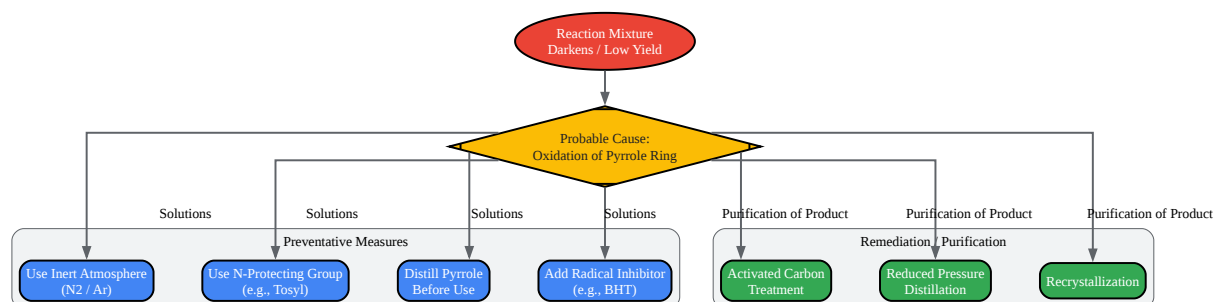 Reaction Mixture
Darkens / Low Yield
Probable Cause:
Oxidation of Pyrrole Ring
Solutions
Solutions
Solutions
Solutions
Purification of Product
Purification of Product
Purification of Product
Preventative Measures
Remediation / Purification
Use Inert Atmosphere
(N2 / Ar)
Use N-Protecting Group
(e.g., Tosyl)
Distill Pyrrole
Before Use
Add Radical Inhibitor
(e.g., BHT)
Activated Carbon
Treatment
Reduced Pressure
Distillation
Recrystallization